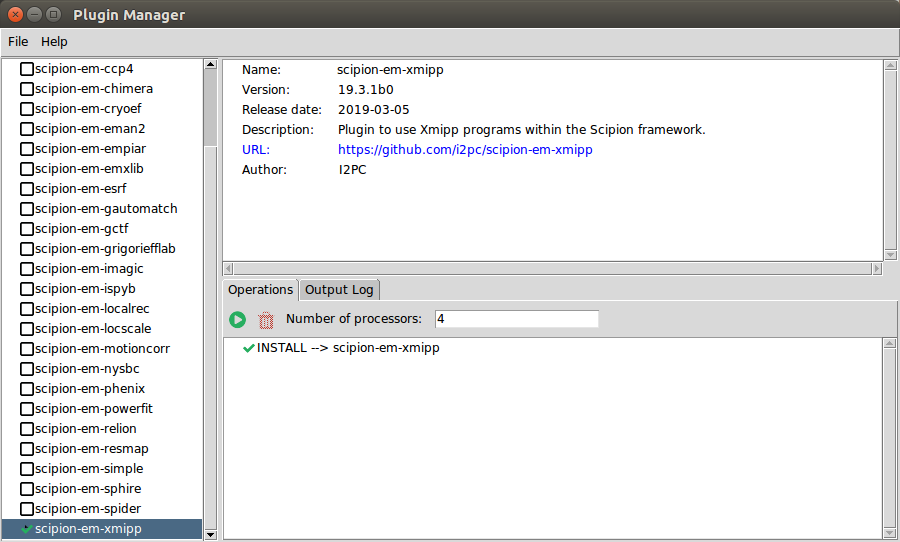 Plugin Manager
File Help
scipion-em-ccp4
scipion-em-chimera
scipion-em-cryoef
scipion-em-eman2
scipion-em-empiar
scipion-em-emxlib
scipion-em-esrf
scipion-em-gautomatch
scipion-em-gctf
scipion-em-grigoriefflab
scipion-em-imagic
scipion-em-ispyb
scipion-em-localrec
scipion-em-locscale
scipion-em-motioncorr
scipion-em-nysbc
scipion-em-phenix
scipion-em-powerfit
scipion-em-relion
scipion-em-resmap
scipion-em-simple
scipion-em-sphire
scipion-em-spider
scipion-em-xmipp
Name: scipion-em-xmipp
Version: 19.3.1b0
Release date: 2019-03-05
Description: Plugin to use Xmipp programs within the Scipion framework.
URL: https://github.com/i2pc/scipion-em-xmipp
Author: I2PC
Operations Output Log
Number of processors: 4
INSTALL --> scipion-em-xmipp